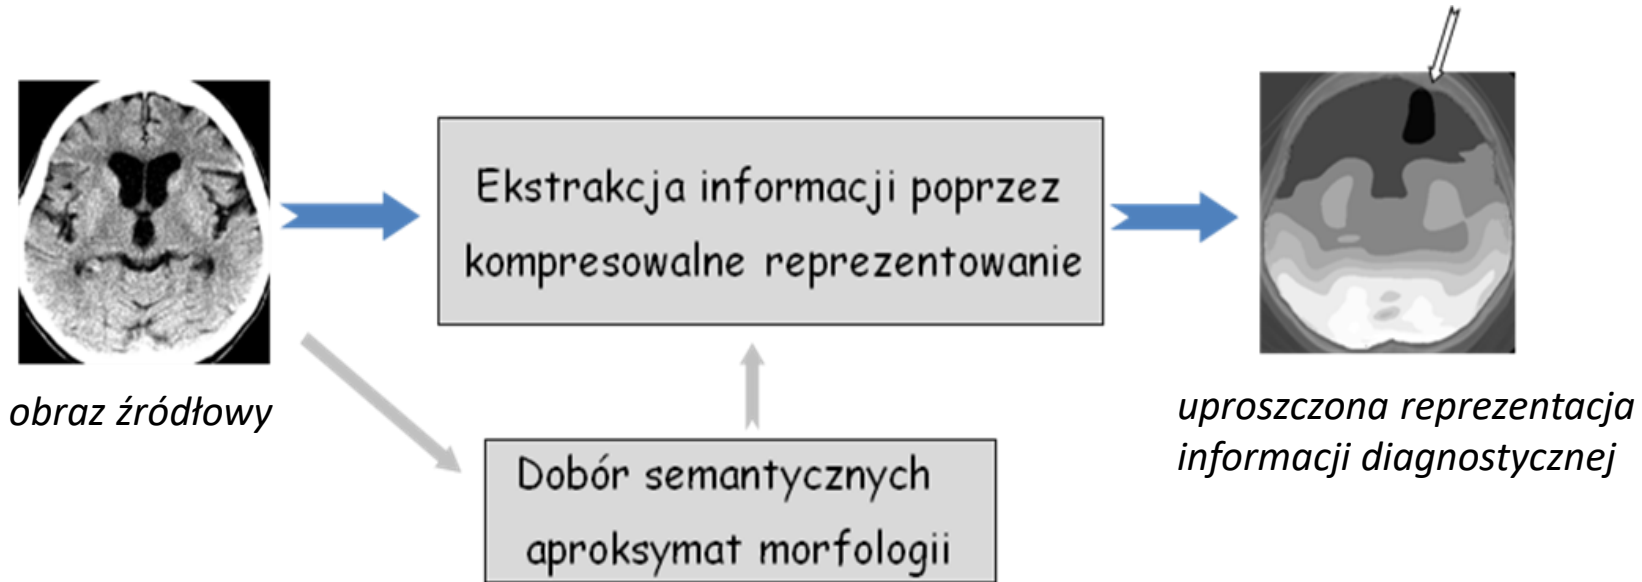 Ekstrakcja informacji poprzez
kompresowalne reprezentowanie
obraz źródłowy
uproszczona reprezentacja
informacji diagnostycznej
Dobór semantycznych
aproksymat morfologii